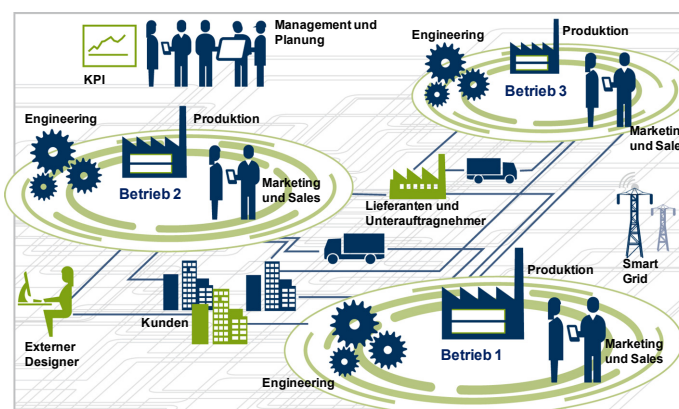 Management und
Planung
KPI
Engineering
Produktion
Betrieb 3
Marketing
und Sale
Engineering
Produktion
Betrieb 2
Marketing
und Sales
Lieferanten und
Unterauftragnehmer
Smart
Grid
Externer
Designer
Kunden
Produktion
Betrieb 1
Engineering
Marketing
und Sales